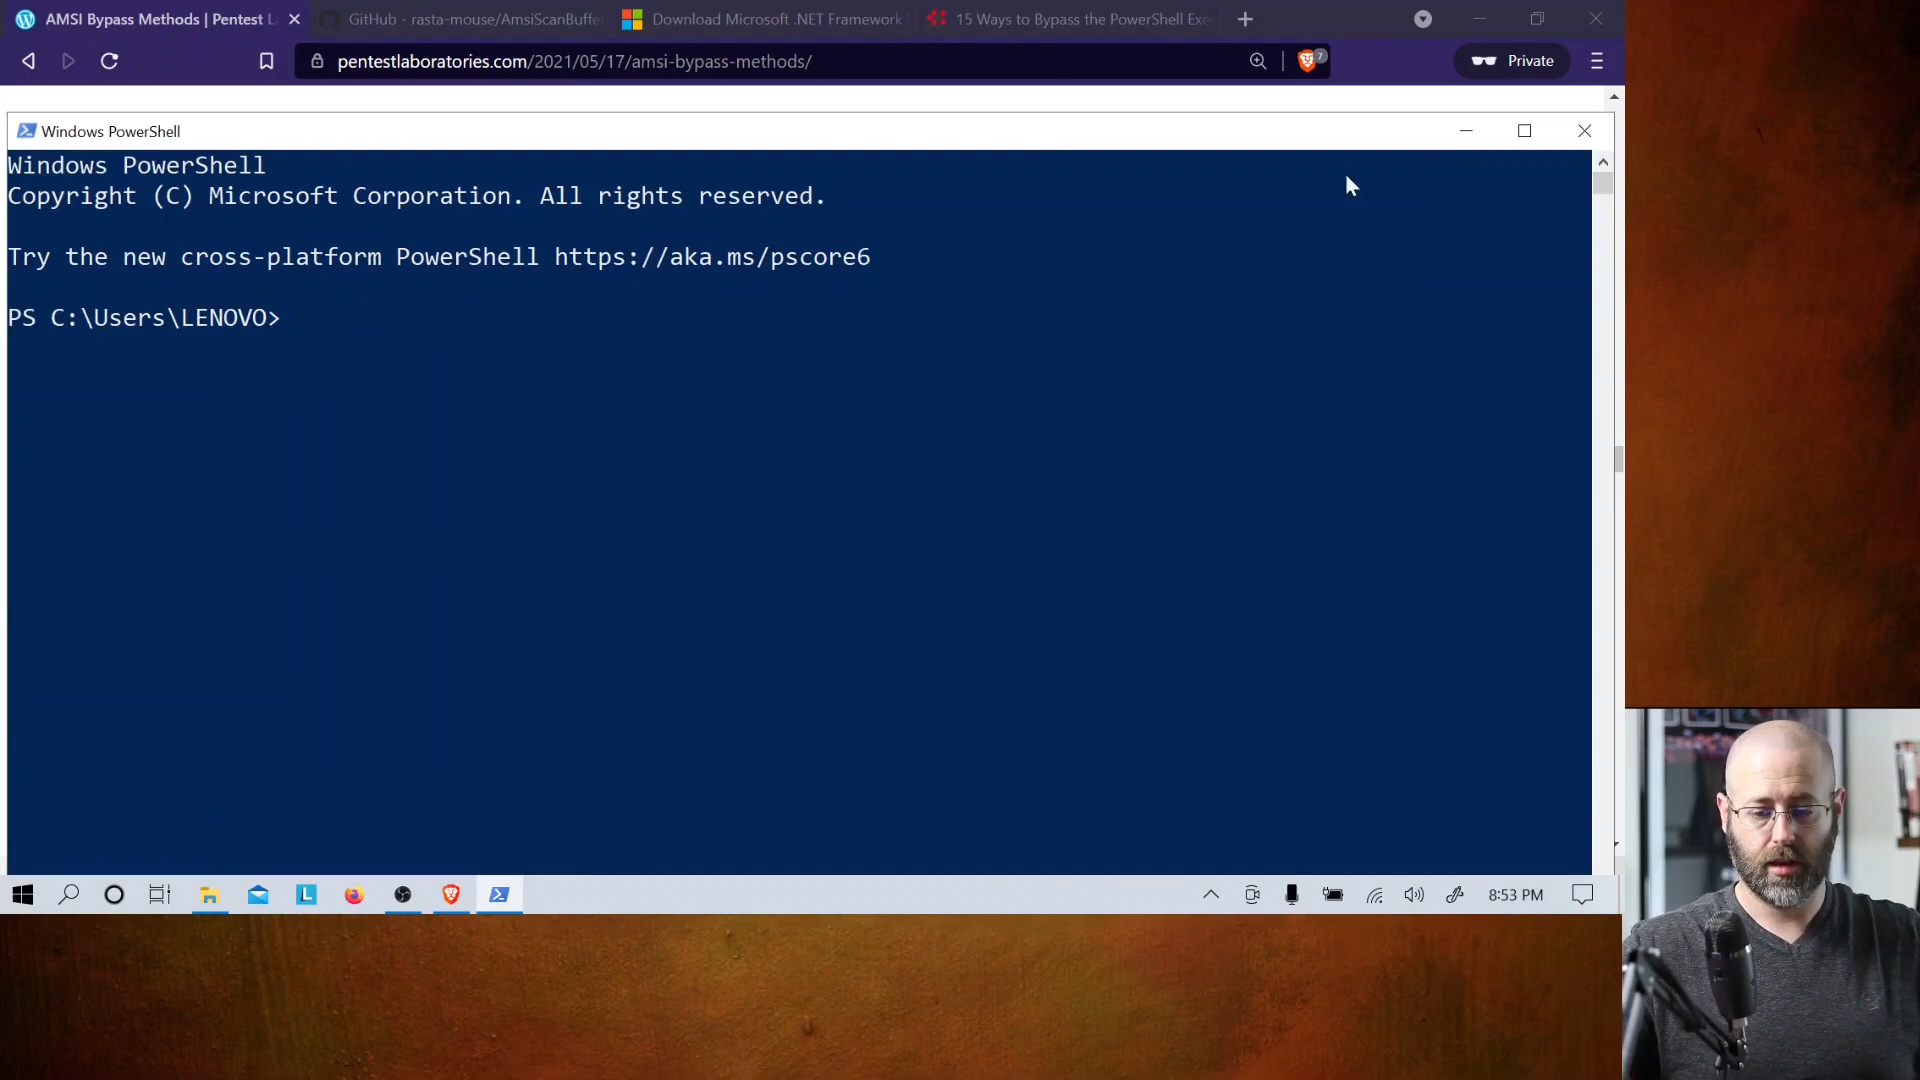 AMSI Bypass Methods | Pentest La
GitHub - rasta-mouse/AmsiScanBuffer
Download Microsoft .NET Framework
15 Ways to Bypass the PowerShell Exe
pentestlaboratories.com/2021/05/17/amsi-bypass-methods/
7
Private
Windows PowerShell
Windows PowerShell
Copyright (C) Microsoft Corporation. All rights reserved.
Try the new cross-platform PowerShell https://aka.ms/pscore6
PS C:\Users\LENOVO>
L
8:53 PM